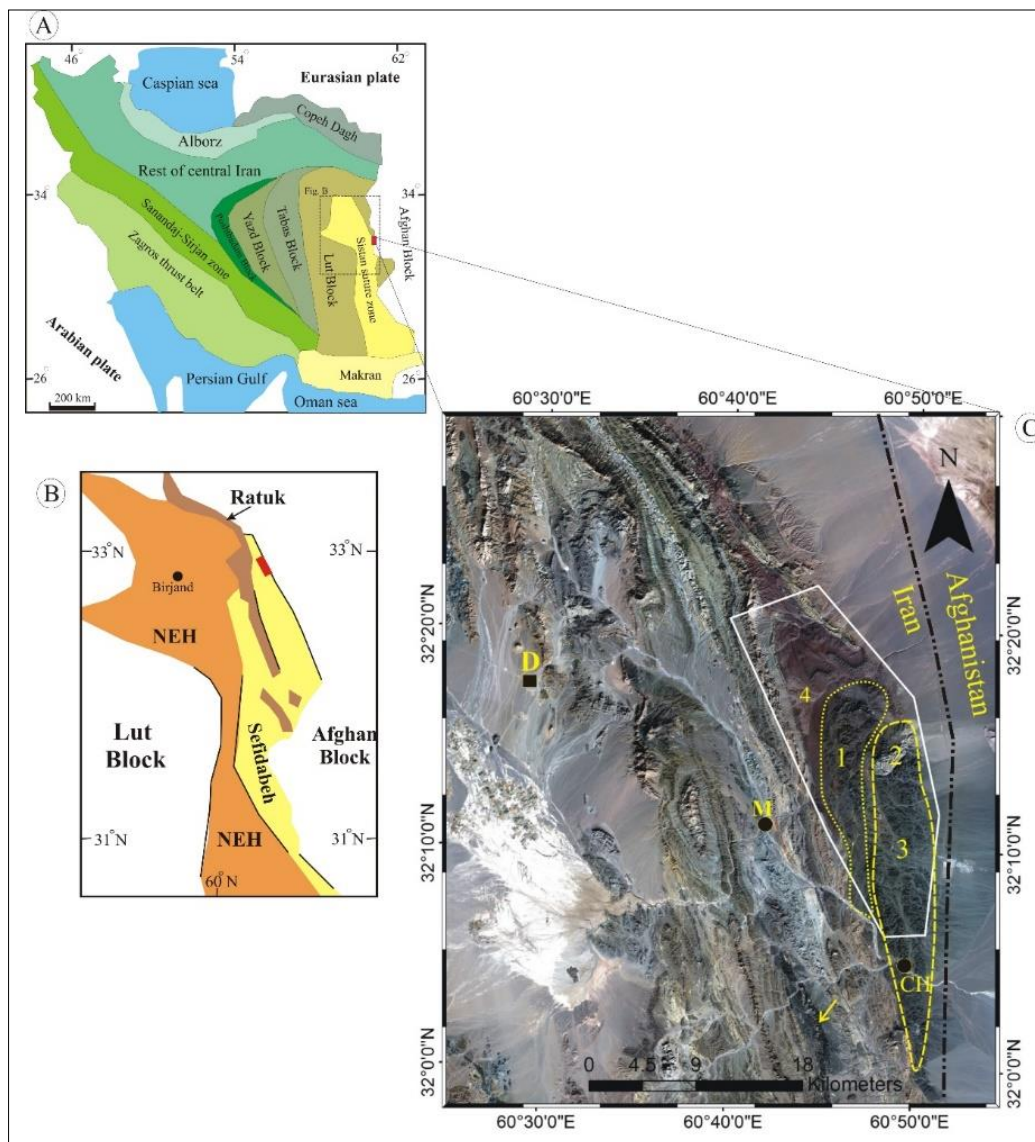 A
46° 54° 62°
Caspian sea
Eurasian plate
Copeh Dagh
Alborz
Rest of central Iran
34 34
Fig. B
Sanandaj-Sirjan zone
Yazd Block
Tabas Block
Afghan Block
Zagros thrust belt
Lut Block
Sistan suture zone
Arabian plate
26 26
Persian Gulf
Makran
Oman sea
200 km
B
Ratuk
33°N 33°N
Birjand
NEH
Lut
Block
Sefidabeh
Afghan
Block
NEH
31°N 31°N
60°N
C
60°30'0"E 60°40'0"E 60°50'0"E
N
Iran
Afghanistan
32°20'0"N 32°20'0"N
D
4
1
2
M
3
32°10'0"N 32°10'0"N
CH
32°0'0"N 32°0'0"N
0 4.5 9 18
Kilometers
60°30'0"E 60°40'0"E 60°50'0"E